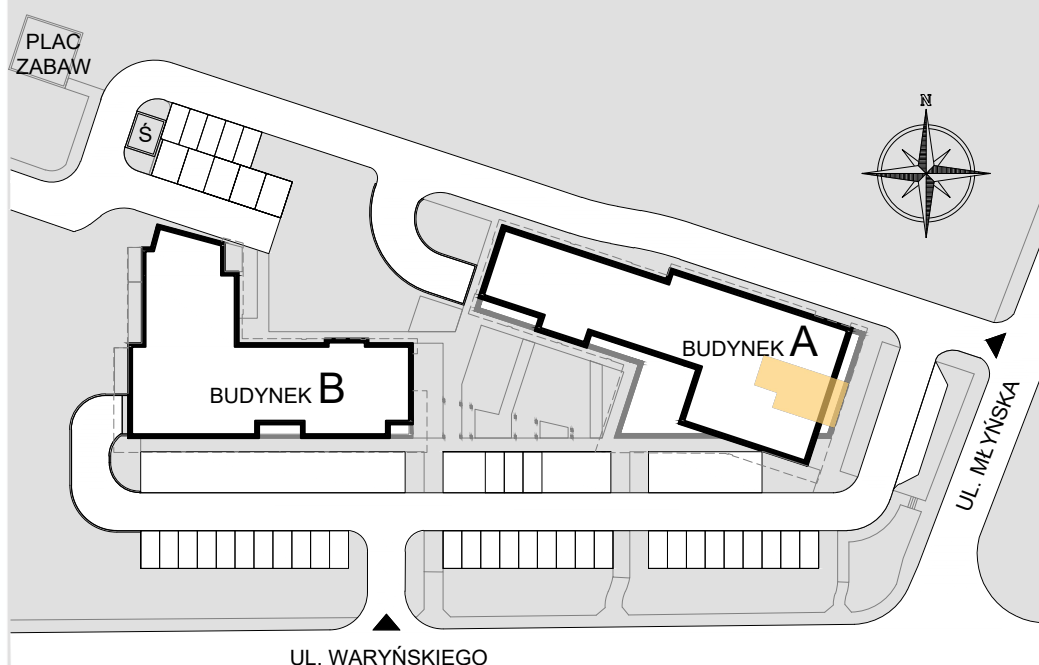 PLAC
ZABAW
Ś
N
BUDYNEK A
BUDYNEK B
UL. MŁYŃSKA
UL. WARYŃSKIEGO